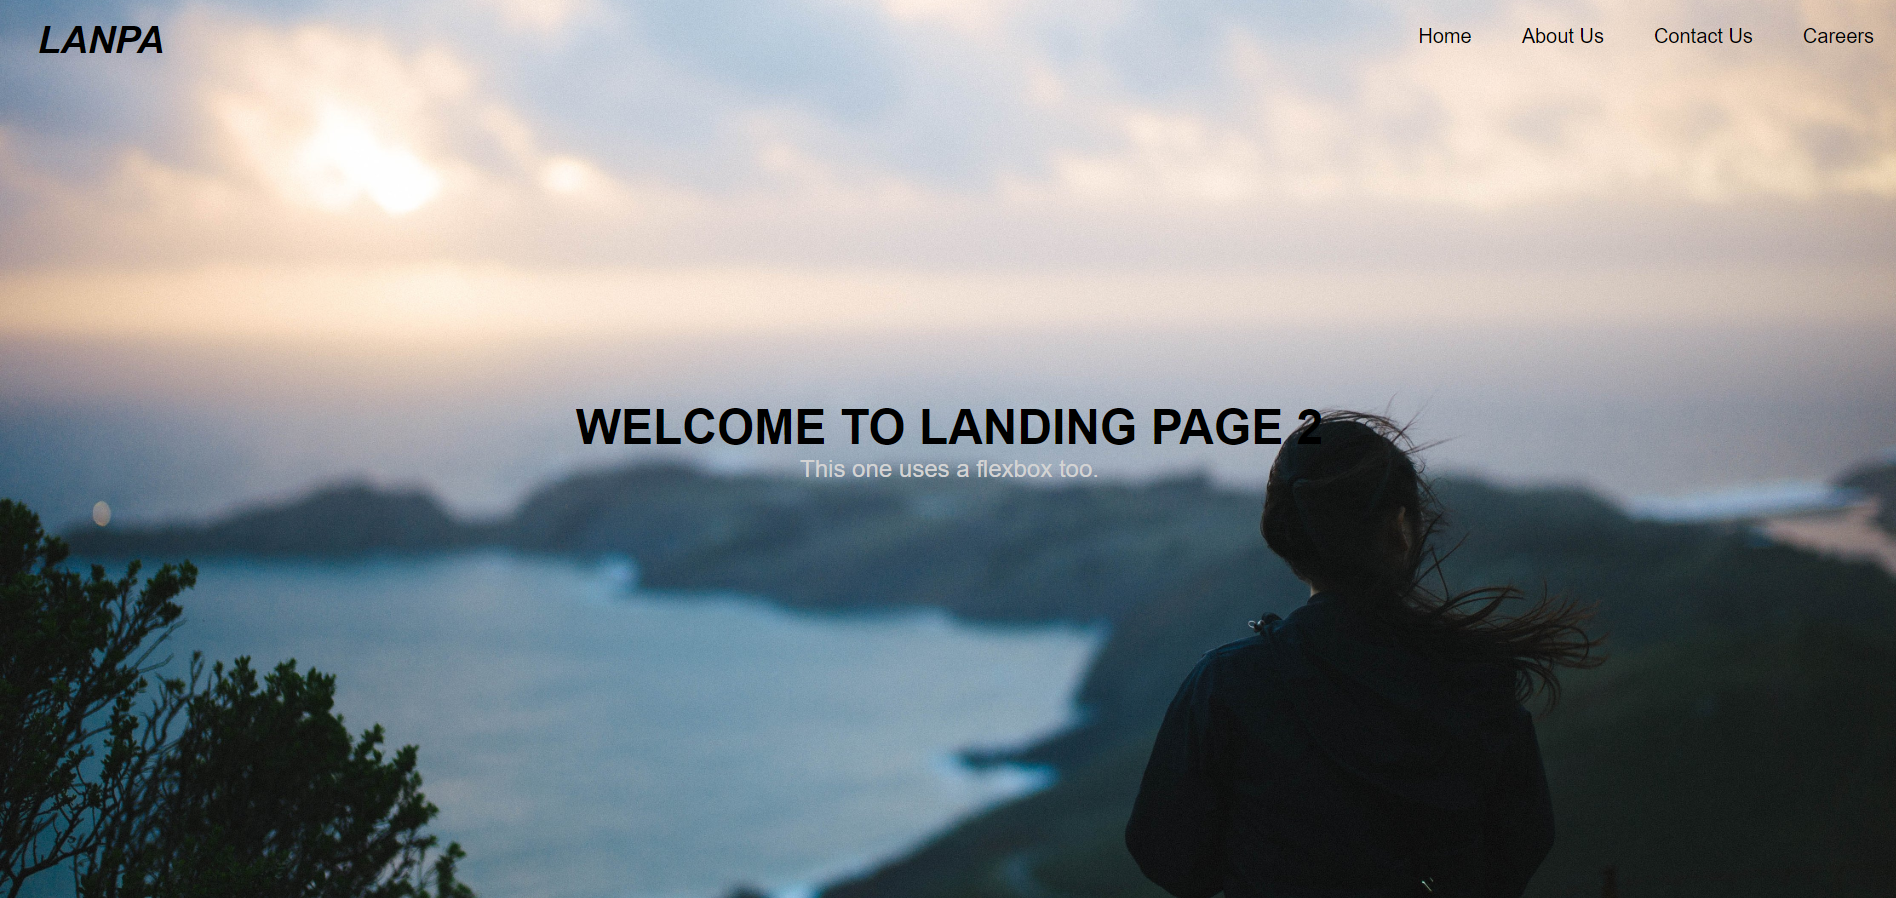 LANPA
Home About Us Contact Us Careers
WELCOME TO LANDING PAGE 2
This one uses a flexbox too.